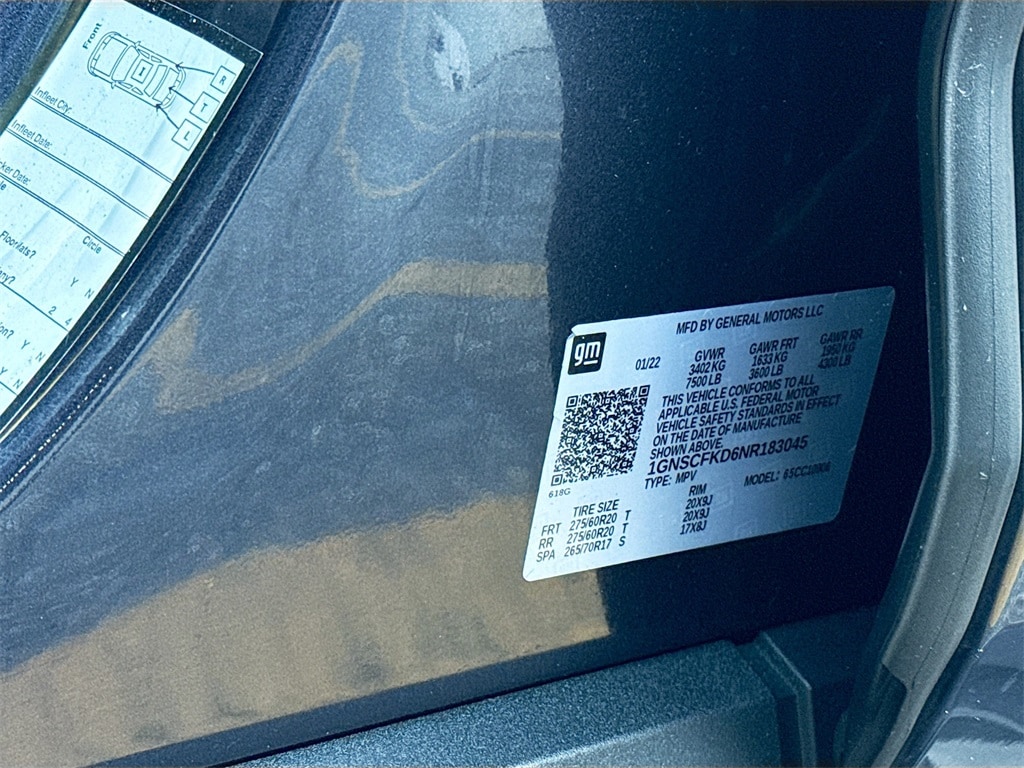 Front
R
T
Infleet City:
Infleet Date:
Date:
Circle
Y N
2 4
Y N
Y N
gm
MFD BY GENERAL MOTORS LLC
01/22
GVWR
3402 KG
7500 LB
GAWR FRT
1633 KG
3600 LB
GAWR RR
1950 KG
4300 LB
THIS VEHICLE CONFORMS TO ALL
APPLICABLE U.S. FEDERAL MOTOR
VEHICLE SAFETY STANDARDS IN EFFECT
ON THE DATE OF MANUFACTURE
SHOWN ABOVE.
1GNSCFKD6NR183045
TYPE: MPV
MODEL: 65CC10906
618G
TIRE SIZE
RIM
FRT 275/60R20 T 20X9J
RR 275/60R20 T 20X9J
SPA 265/70R17 S 17X8J